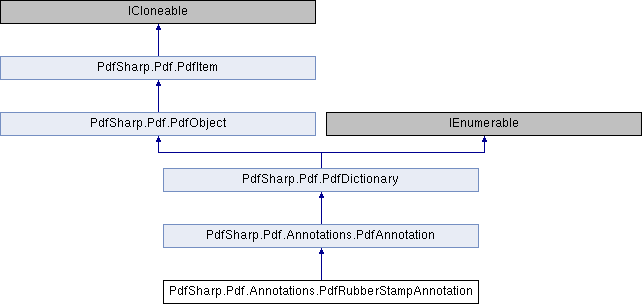 ICloneable
PdfSharp.Pdf.PdfItem
PdfSharp.Pdf.PdfObject
IEnumerable
PdfSharp.Pdf.PdfDictionary
PdfSharp.Pdf.Annotations.PdfAnnotation
PdfSharp.Pdf.Annotations.PdfRubberStampAnnotation